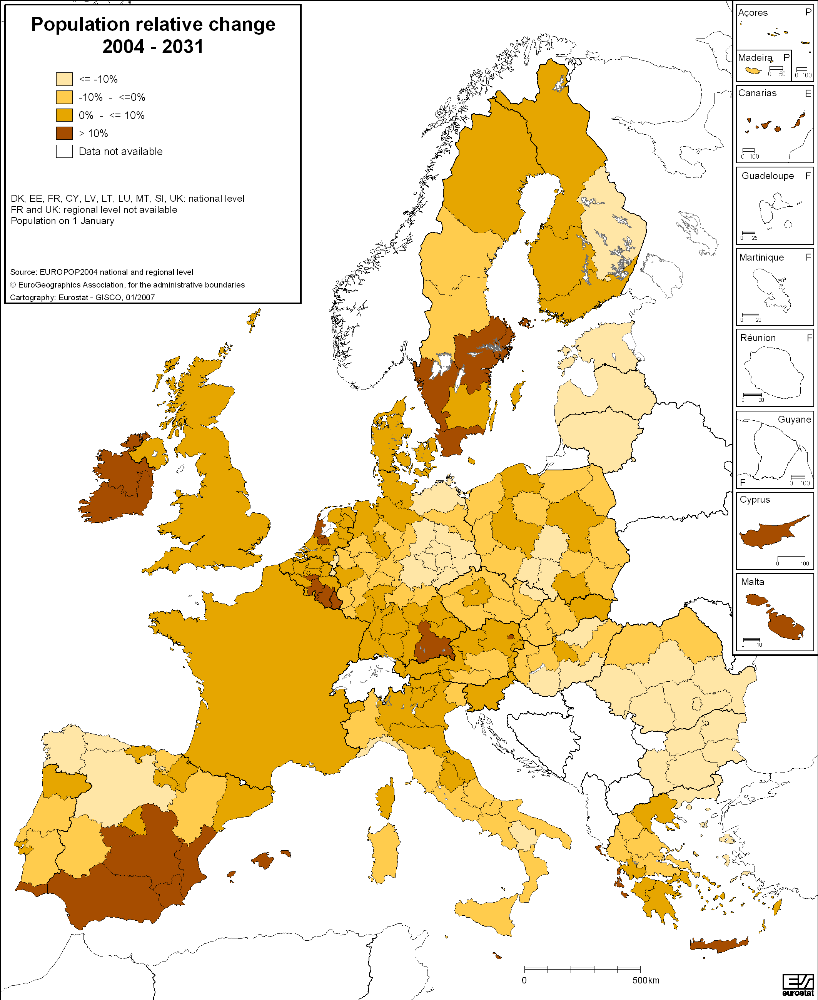 Population relative change
2004 - 2031
<= -10%
-10% - <=0%
0% - <= 10%
> 10%
Data not available
DK, EE, FR, CY, LV, LT, LU, MT, SI, UK: national level
FR and UK: regional level not available
Population on 1 January
Source: EUROPOP2004 national and regional level
© EuroGeographics Association, for the administrative boundaries
Cartography: Eurostat - GISCO, 01/2007
Açores P
Madeira P
0 50
0 100
Canarias E
0 100
Guadeloupe F
0 25
Martinique F
0 20
Réunion F
0 20
Guyane
F
0 100
Cyprus
0 100
Malta
0 10
0 500km
eurostat